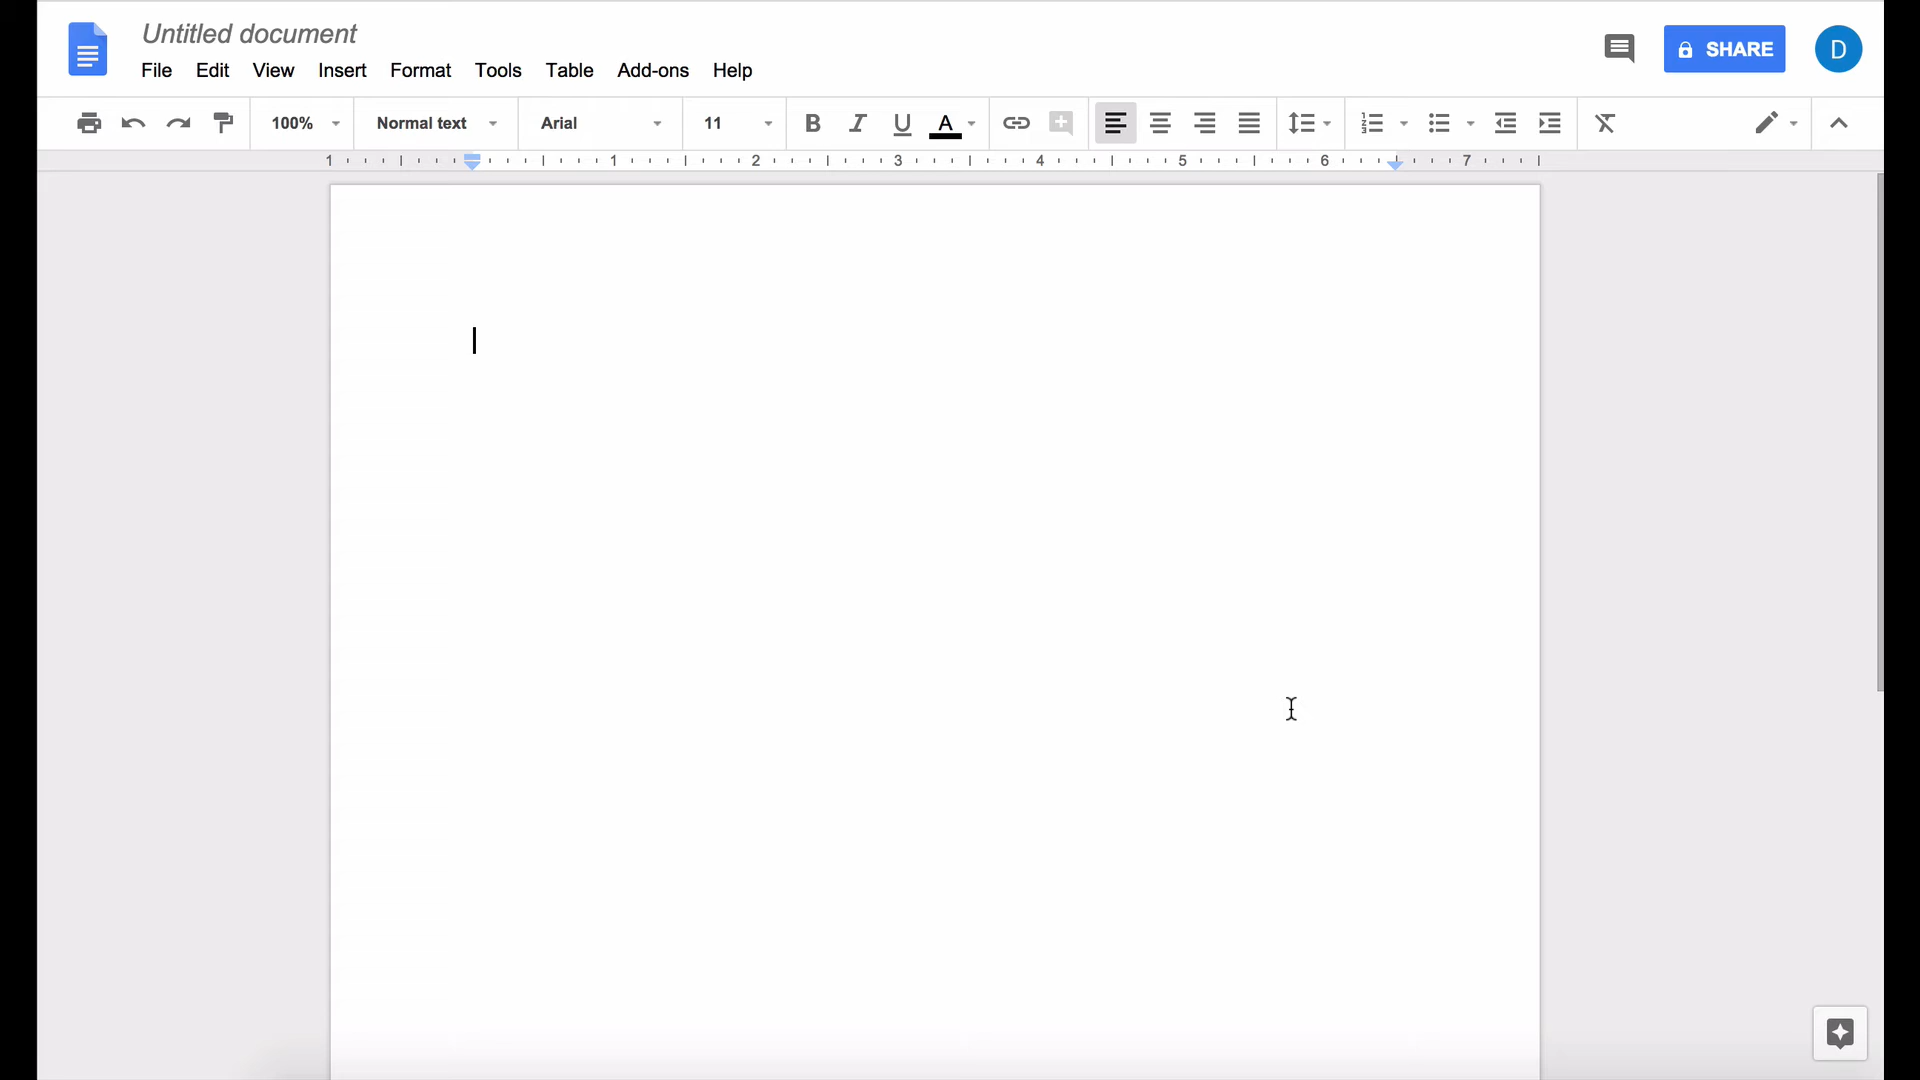 Untitled document
File Edit View Insert Format Tools Table Add-ons Help
SHARE
D
100% Normal text Arial 11 B I U A
1 1 2 3 4 5 6 7